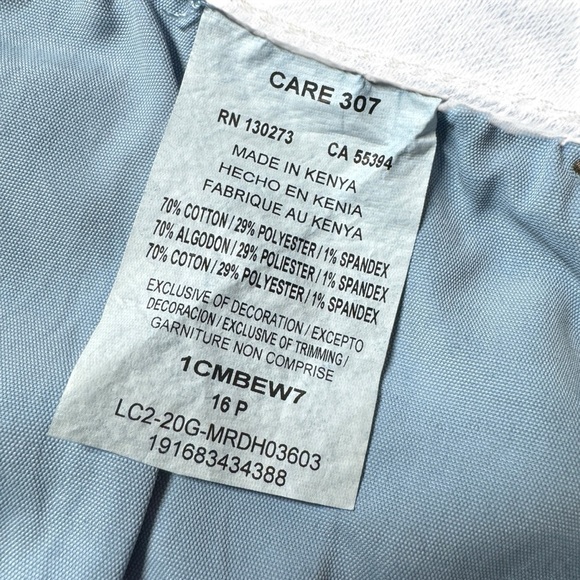 CARE 307
RN 130273 CA 55394
MADE IN KENYA
HECHO EN KENIA
FABRIQUE AU KENYA
70% COTTON / 29% POLYESTER / 1% SPANDEX
70% ALGODON / 29% POLIESTER / 1% SPANDEX
70% COTON / 29% POLYESTER / 1% SPANDEX
EXCLUSIVE OF DECORATION / EXCEPTO
DECORACION / EXCLUSIVE OF TRIMMING /
GARNITURE NON COMPRISE
1CMBEW7
16 P
LC2-20G-MRDH03603
191683434388